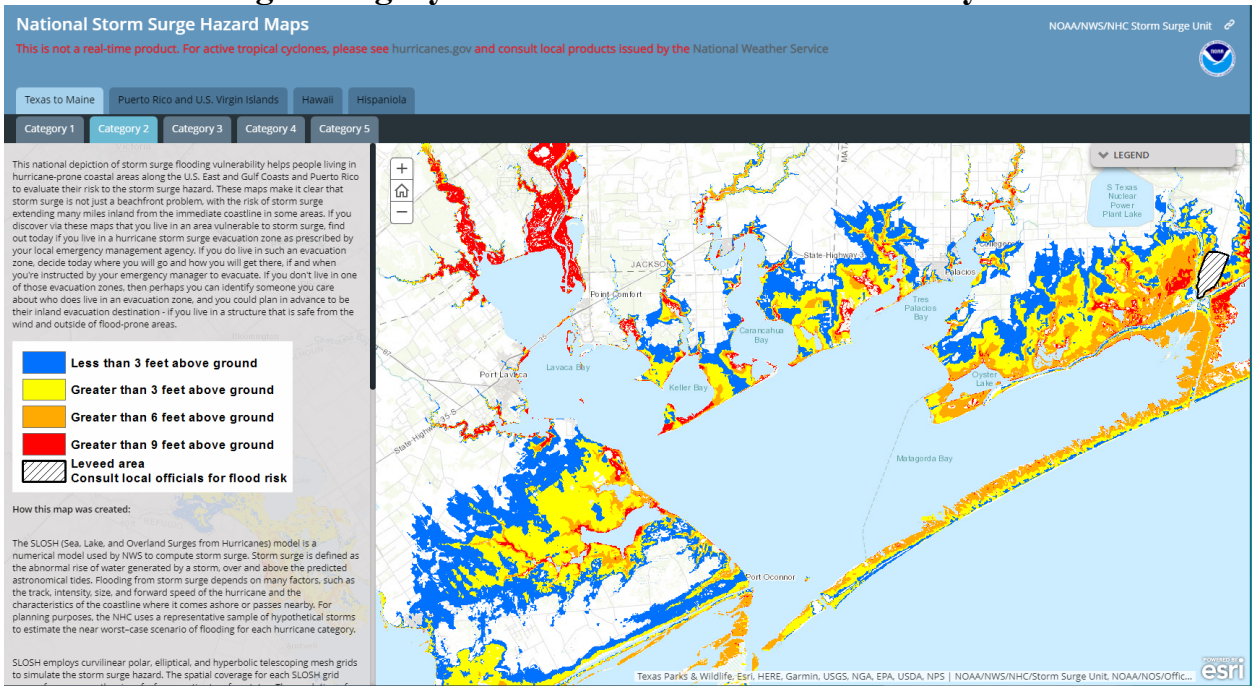 National Storm Surge Hazard Maps
NOAA/NWS/NHC Storm Surge Unit
This is not a real-time product. For active tropical cyclones, please see hurricanes.gov and consult local products issued by the National Weather Service
Texas to Maine
Puerto Rico and U.S. Virgin Islands
Hawaii
Hispaniola
Category 1
Category 2
Category 3
Category 4
Category 5
This national depiction of storm surge flooding vulnerability helps people living in
hurricane-prone coastal areas along the U.S. East and Gulf Coasts and Puerto Rico
to evaluate their risk to the storm surge hazard. These maps make it clear that
storm surge is not just a beachfront problem, with the risk of storm surge
extending many miles inland from the immediate coastline in some areas. If you
discover via these maps that you live in an area vulnerable to storm surge, find
out today if you live in a hurricane storm surge evacuation zone as prescribed by
your local emergency management agency. If you do live in such an evacuation
zone, decide today where you will go and how you will get there, if and when
you're instructed by your emergency manager to evacuate. If you don't live in one
of those evacuation zones, then perhaps you can identify someone you care
about who does live in an evacuation zone, and you could plan in advance to be
their inland evacuation destination - if you live in a structure that is safe from the
wind and outside of flood-prone areas.
Less than 3 feet above ground
Greater than 3 feet above ground
Greater than 6 feet above ground
Greater than 9 feet above ground
Leveed area
Consult local officials for flood risk
How this map was created:
The SLOSH (Sea, Lake, and Overland Surges from Hurricanes) model is a
numerical model used by NWS to compute storm surge. Storm surge is defined as
the abnormal rise of water generated by a storm, over and above the predicted
astronomical tides. Flooding from storm surge depends on many factors, such as
the track, intensity, size, and forward speed of the hurricane and the
characteristics of the coastline where it comes ashore or passes nearby. For
planning purposes, the NHC uses a representative sample of hypothetical storms
to estimate the near worst-case scenario of flooding for each hurricane category.
SLOSH employs curvilinear polar, elliptical, and hyperbolic telescoping mesh grids
to simulate the storm surge hazard. The spatial coverage for each SLOSH grid
+
−
LEGEND
S Texas
Nuclear
Power
Plant Lake
MAT
State-Highway-3
JACKSON
Palacios
Point Comfort
Tres
Palacios
Bay
Carancahua
Bay
Port Lavaca
Lavaca Bay
Keller Bay
Oyster
Lake
State Highway 35 S
Matagorda Bay
Port Oconnor
Texas Parks & Wildlife, Esri, HERE, Garmin, USGS, NGA, EPA, USDA, NPS | NOAA/NWS/NHC/Storm Surge Unit, NOAA/NOS/Offic...
POWERED BY
esri